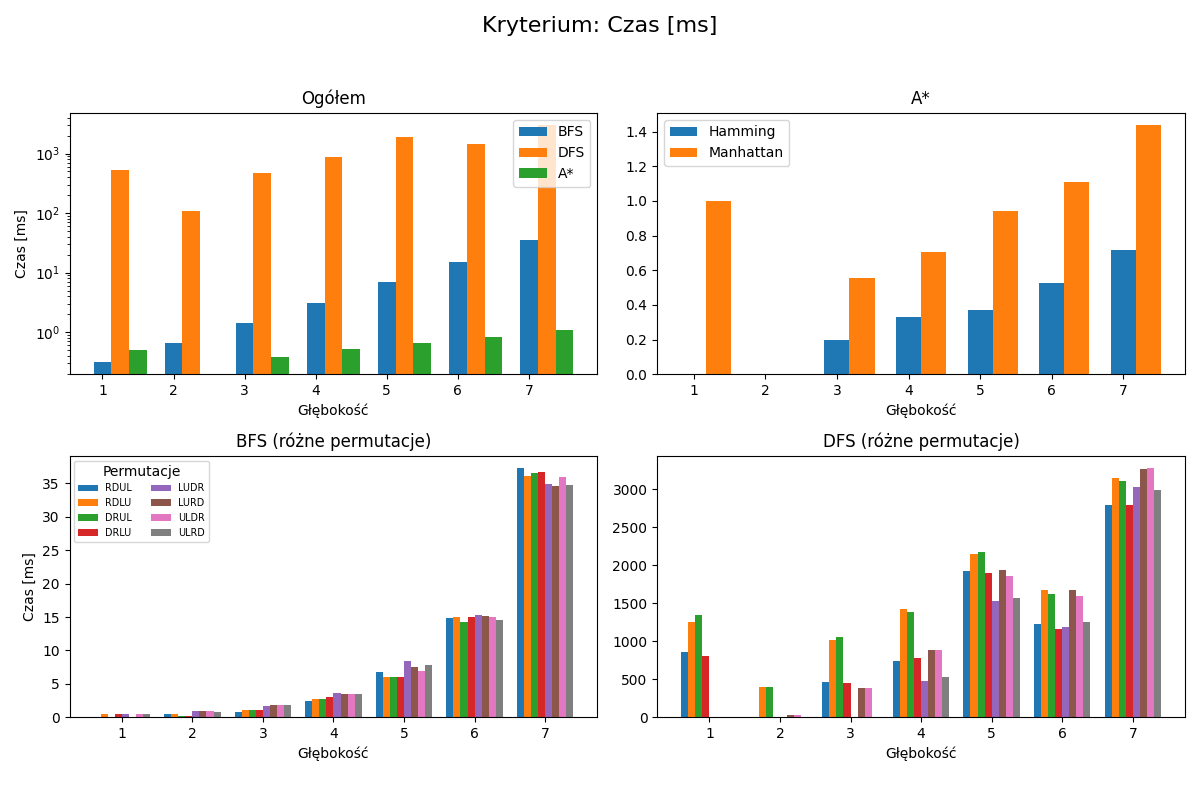 Kryterium: Czas [ms]
Ogółem
Czas [ms]
10³
10²
10¹
10⁰
BFS
DFS
A*
1 2 3 4 5 6 7
Głębokość
A*
1.4
1.2
1.0
0.8
0.6
0.4
0.2
0.0
Hamming
Manhattan
1 2 3 4 5 6 7
Głębokość
BFS (różne permutacje)
Czas [ms]
35
30
25
20
15
10
5
0
Permutacje
RDUL LUDR
RDLU LURD
DRUL ULDR
DRLU ULRD
1 2 3 4 5 6 7
Głębokość
DFS (różne permutacje)
3000
2500
2000
1500
1000
500
0
1 2 3 4 5 6 7
Głębokość